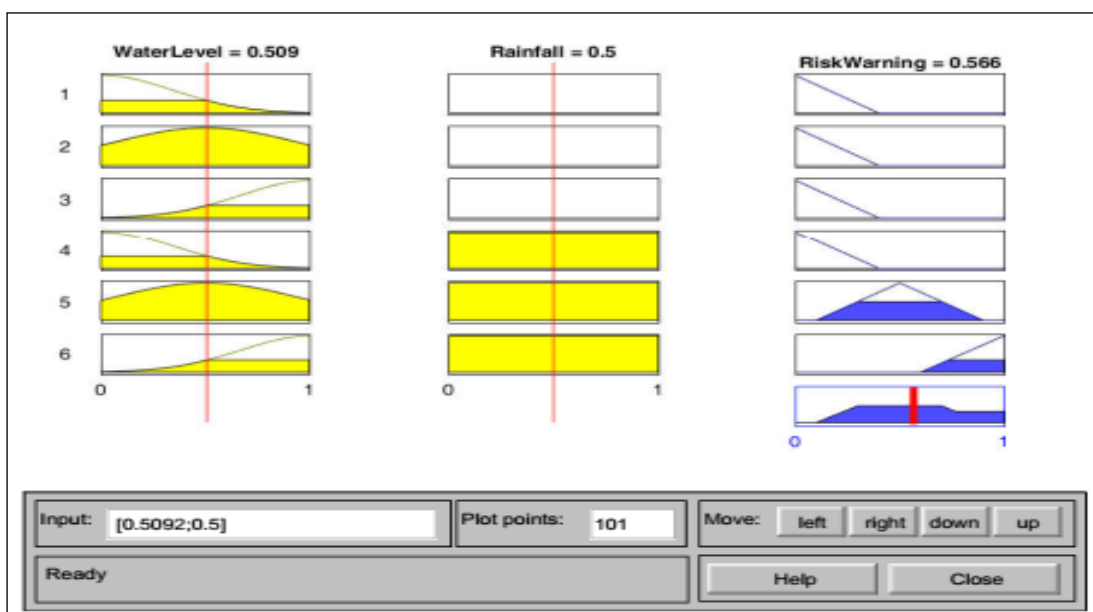 WaterLevel = 0.509
Rainfall = 0.5
RiskWarning = 0.566
1
2
3
4
5
6
0 1
0 1
0 1
Input: [0.5092;0.5]
Plot points: 101
Move: left right down up
Ready
Help Close